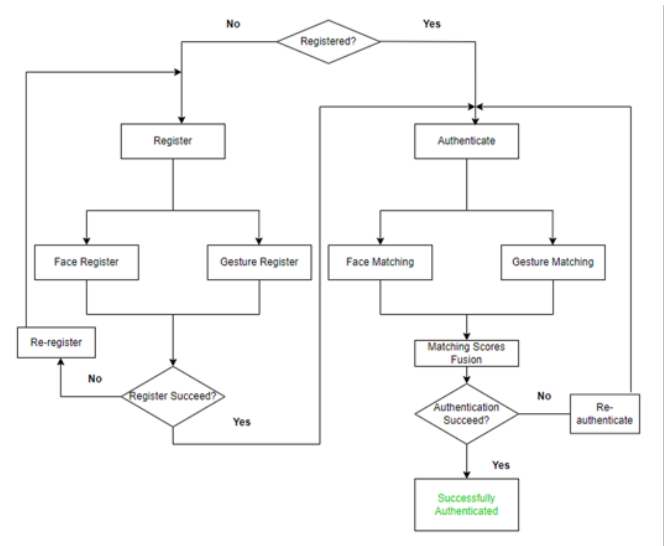 No
Yes
Registered?
Register
Authenticate
Face Register
Gesture Register
Face Matching
Gesture Matching
Re-register
Matching Scores
Fusion
No
Register Succeed?
Yes
Authentication
Succeed?
No
Re-
authenticate
Yes
Successfully
Authenticated